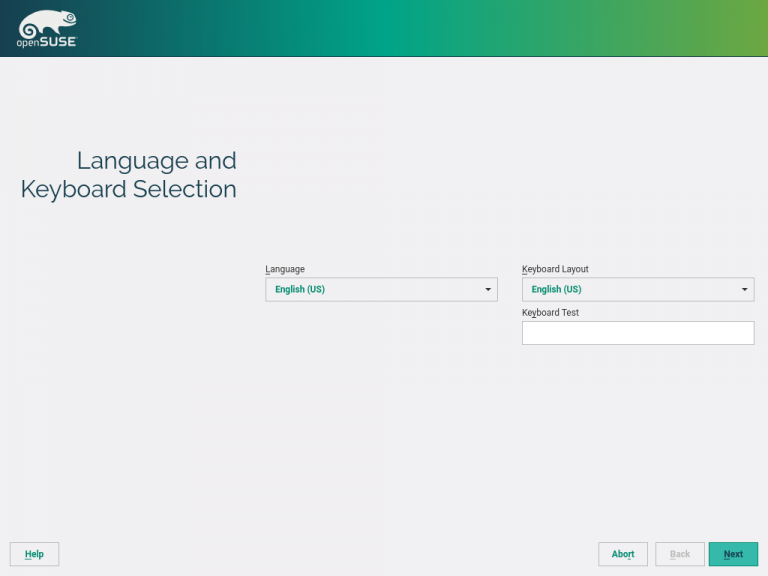 openSUSE
Language and
Keyboard Selection
Language
Keyboard Layout
English (US)
English (US)
Keyboard Test
Help
Abort
Back
Next